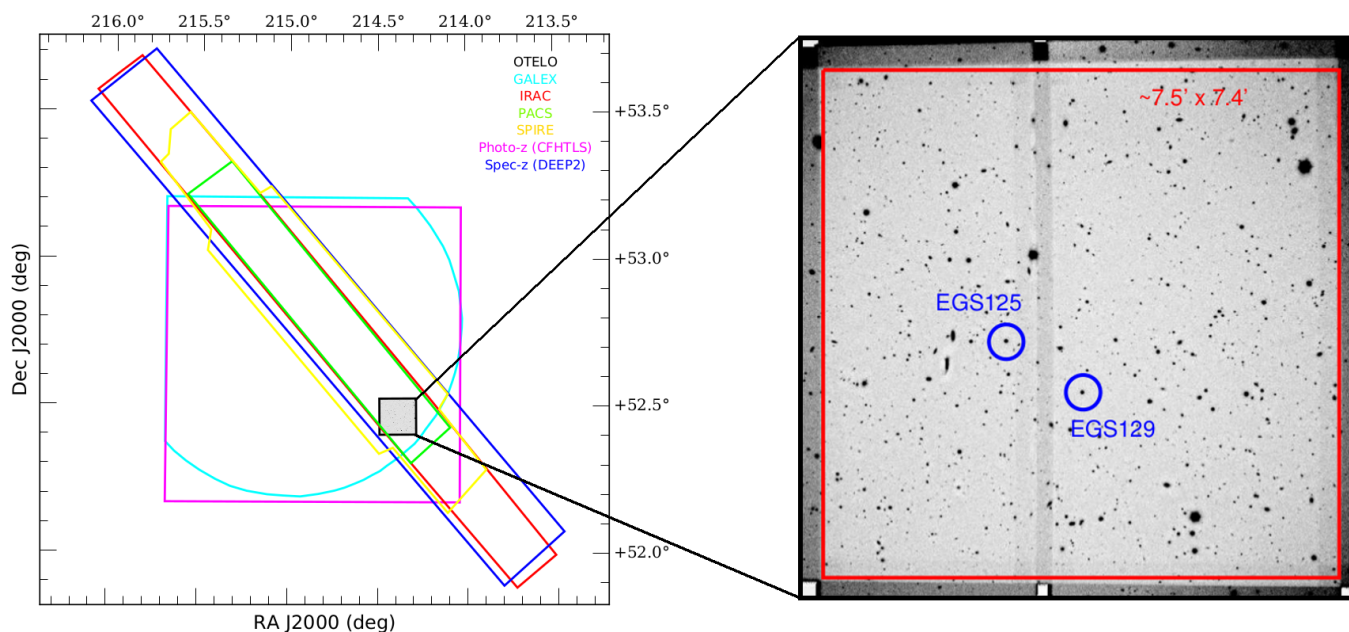 216.0° 215.5° 215.0° 214.5° 214.0° 213.5°
OTELO
GALEX
IRAC
PACS
SPIRE
Photo-z (CFHTLS)
Spec-z (DEEP2)
+53.5°
+53.0°
+52.5°
+52.0°
Dec J2000 (deg)
RA J2000 (deg)
~7.5' x 7.4'
EGS125
EGS129